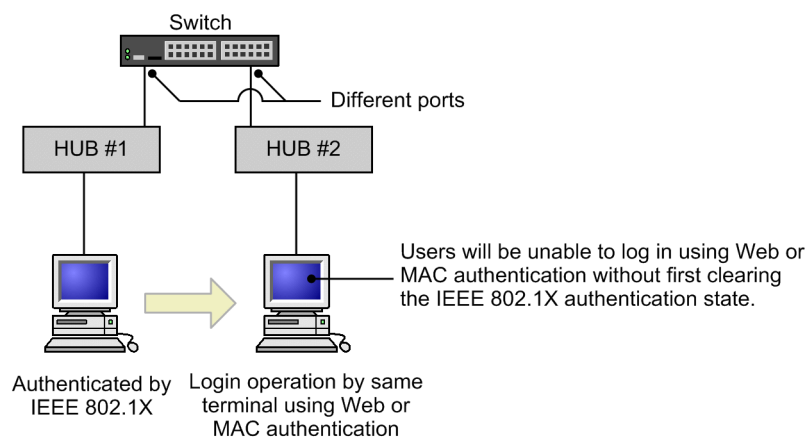 Switch
Different ports
HUB #1
HUB #2
Users will be unable to log in using Web or
MAC authentication without first clearing
the IEEE 802.1X authentication state.
Authenticated by
IEEE 802.1X
Login operation by same
terminal using Web or
MAC authentication